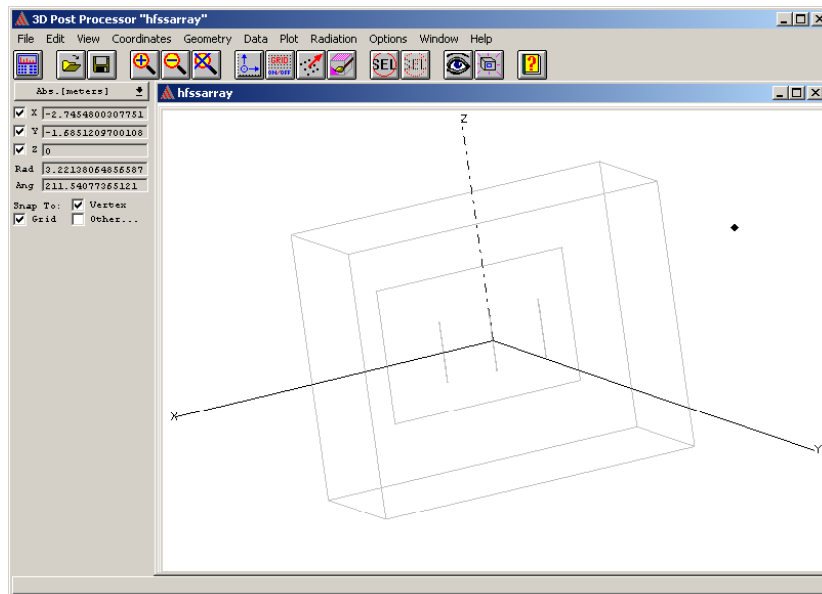 3D Post Processor "hfssarray"
File Edit View Coordinates Geometry Data Plot Radiation Options Window Help
GRID
ON/OFF
SEL
SEL
Abs.[meters]
hfssarray
X -2.7454800307751
Y -1.6851209700108
Z 0
Rad 3.22138064856587
Ang 211.54077365121
Snap To: Vertex
Grid Other...
Z
X
Y